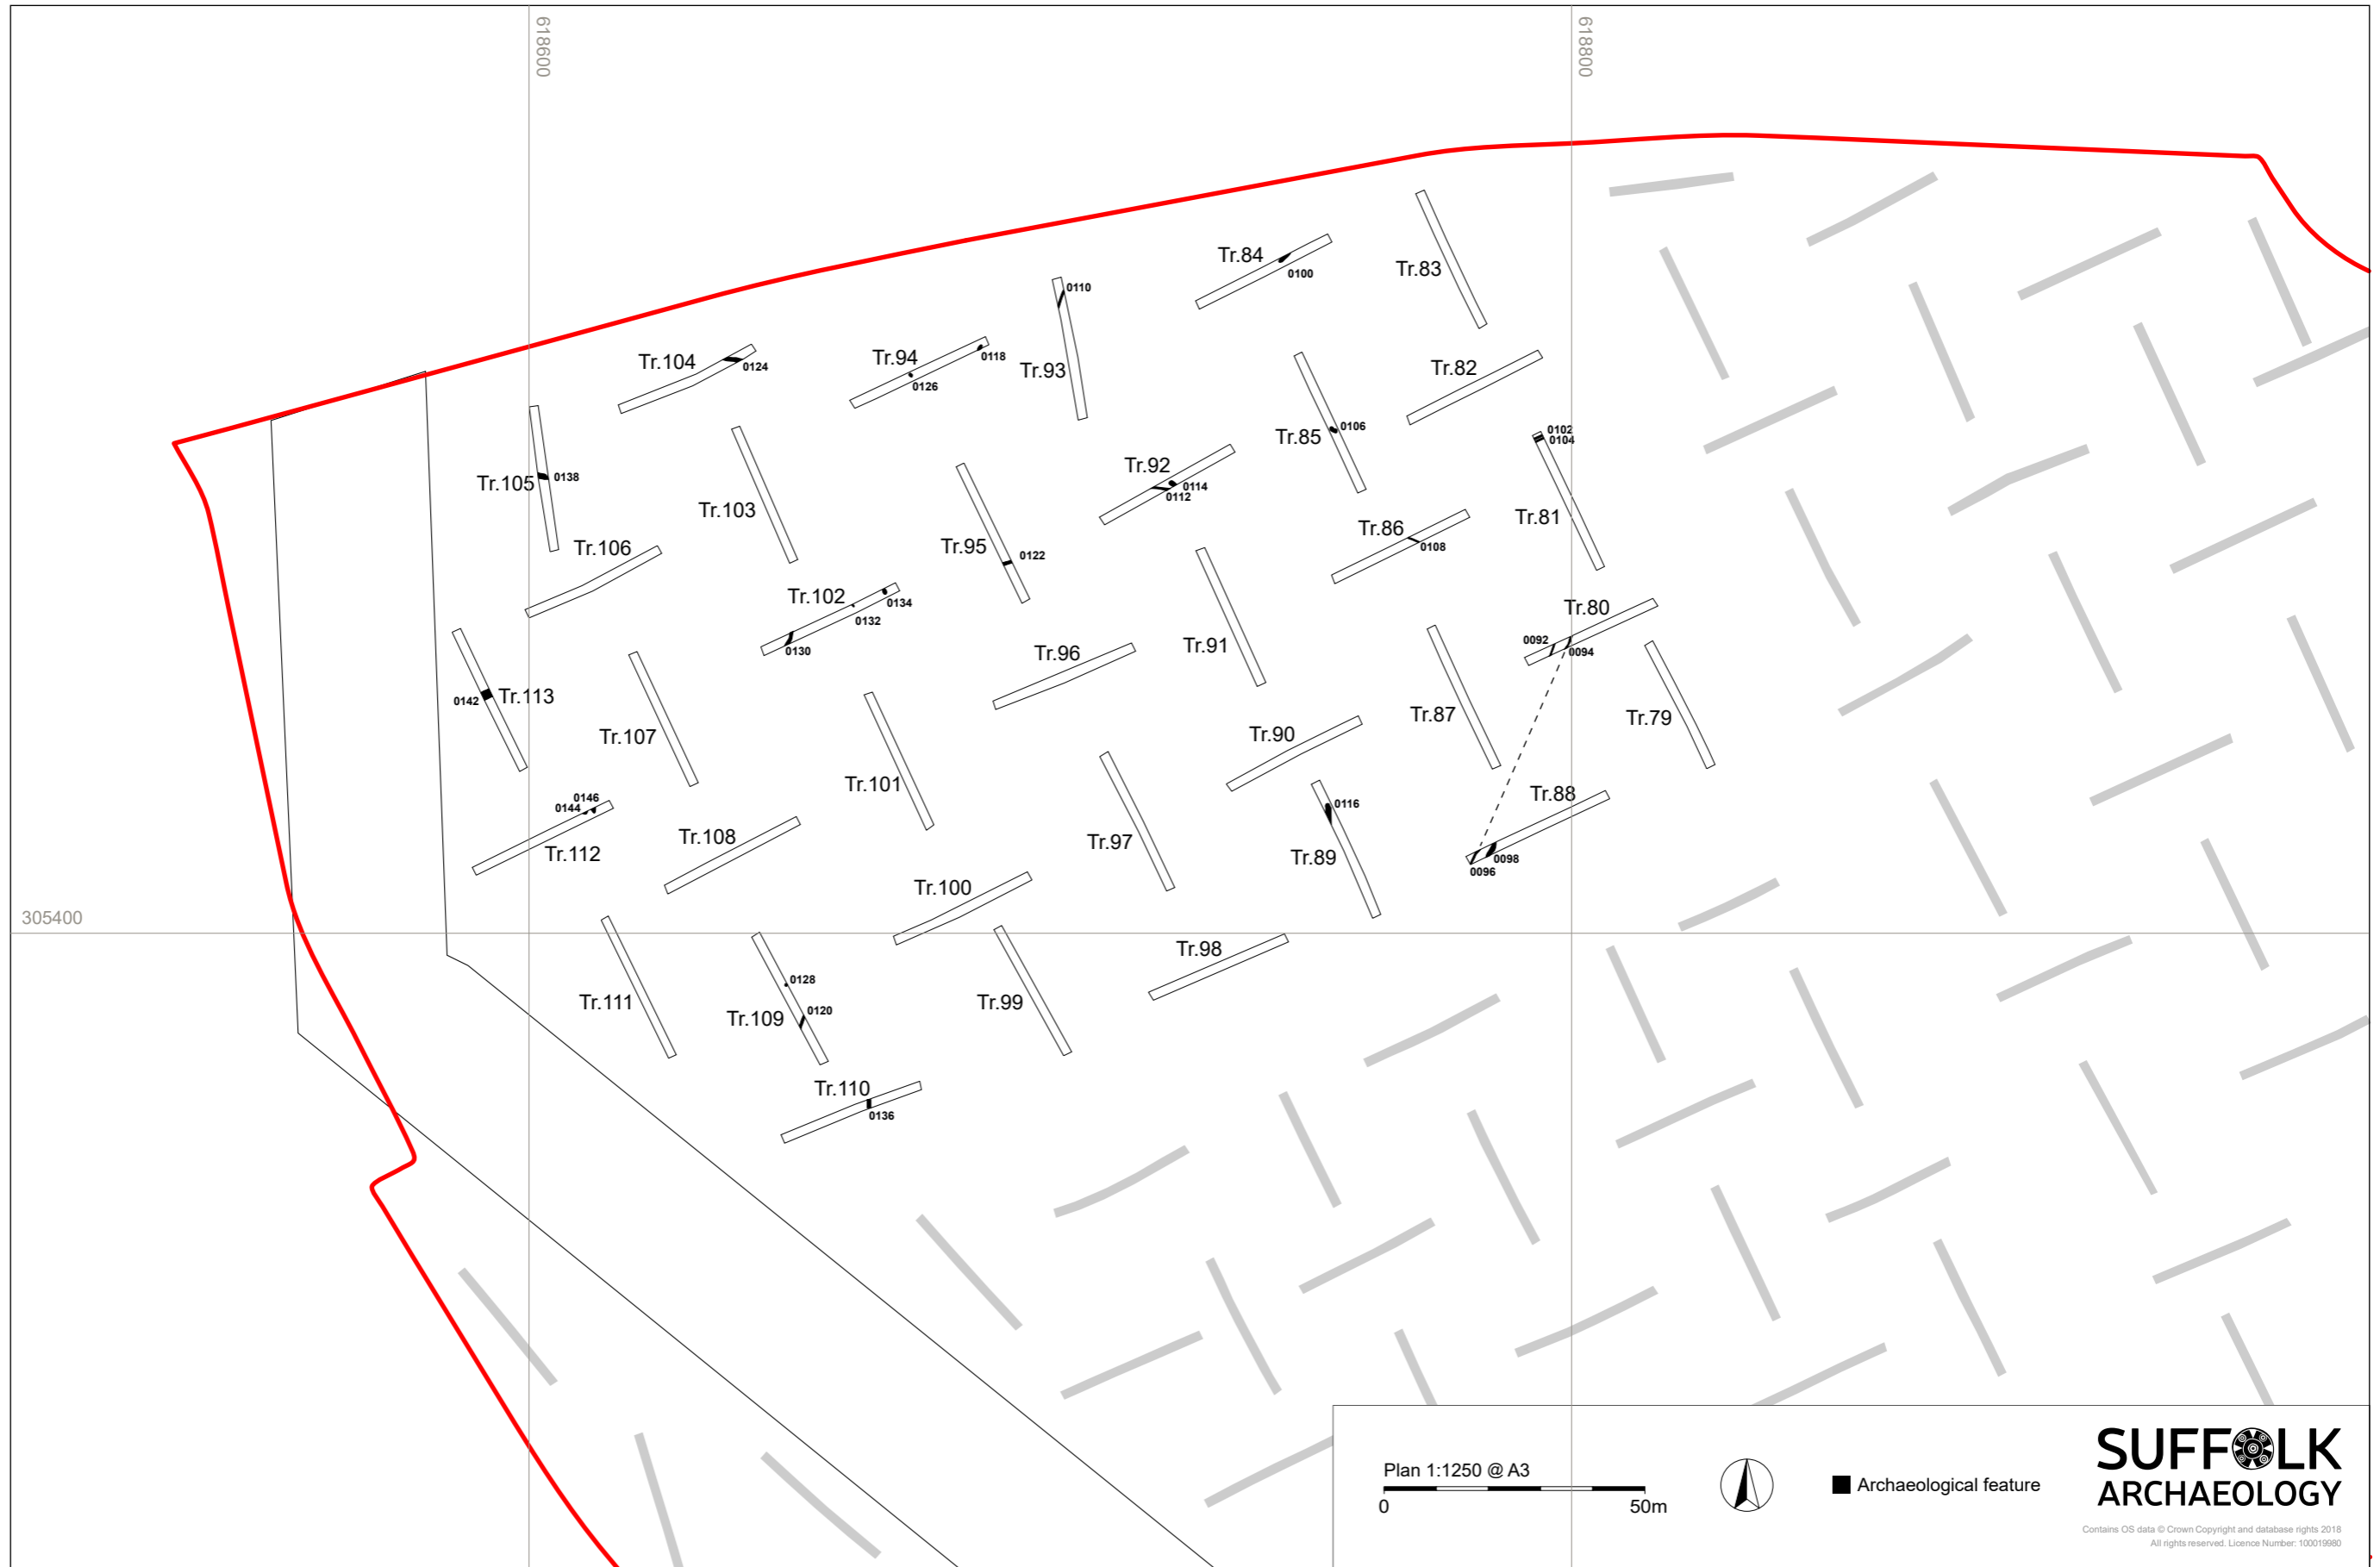 618600
618800
Tr.84
0100
Tr.83
0110
Tr.93
Tr.94
0118
0126
Tr.104
0124
Tr.82
Tr.85
0106
0102
0104
Tr.81
Tr.105
0138
Tr.103
Tr.92
0114
0112
Tr.95
0122
Tr.86
0108
Tr.106
Tr.102
0134
0132
0130
Tr.80
0092
0094
Tr.96
Tr.91
Tr.113
0142
Tr.107
Tr.87
Tr.79
Tr.90
Tr.101
Tr.88
0098
0096
0116
Tr.89
0146
0144
Tr.112
Tr.108
Tr.97
Tr.100
305400
Tr.98
0128
Tr.111
Tr.109
0120
Tr.99
Tr.110
0136
Plan 1:1250 @ A3
0
50m
Archaeological feature
SUFFOLK
ARCHAEOLOGY
Contains OS data © Crown Copyright and database rights 2018
All rights reserved. Licence Number: 100019980